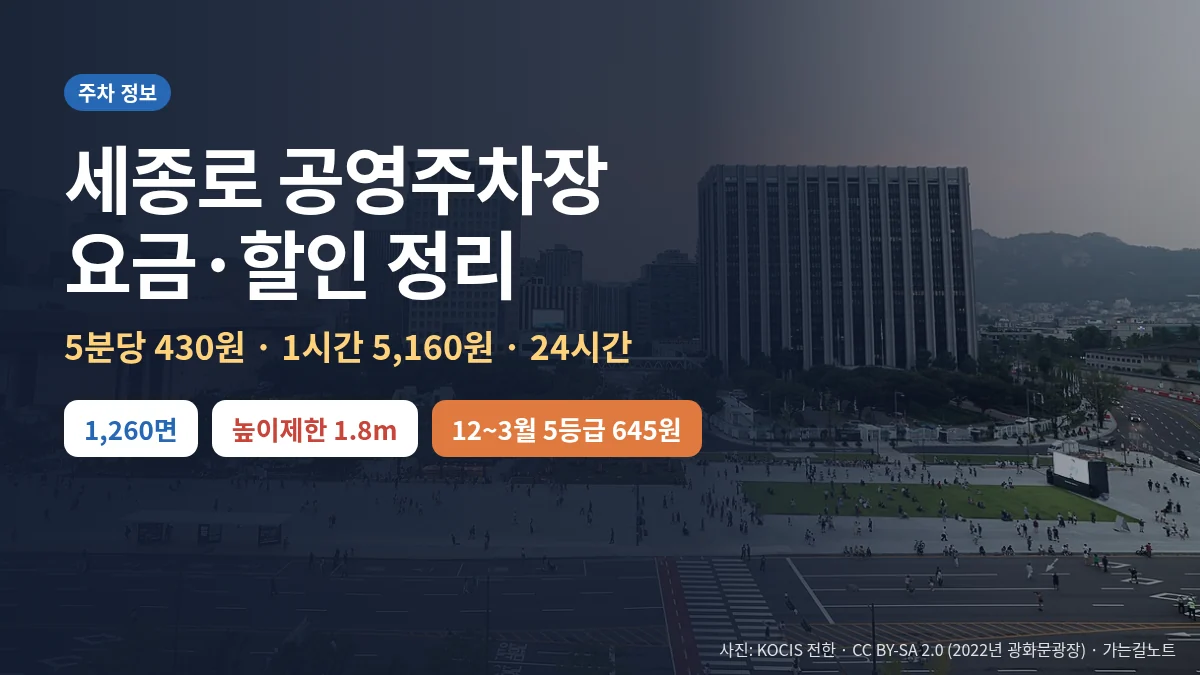 주차 정보
세종로 공영주차장
요금·할인 정리
5분당 430원 · 1시간 5,160원 · 24시간
1,260면
높이제한 1.8m
12~3월 5등급 645원
사진: KOCIS 전한 · CC BY-SA 2.0 (2022년 광화문광장) · 가는길노트